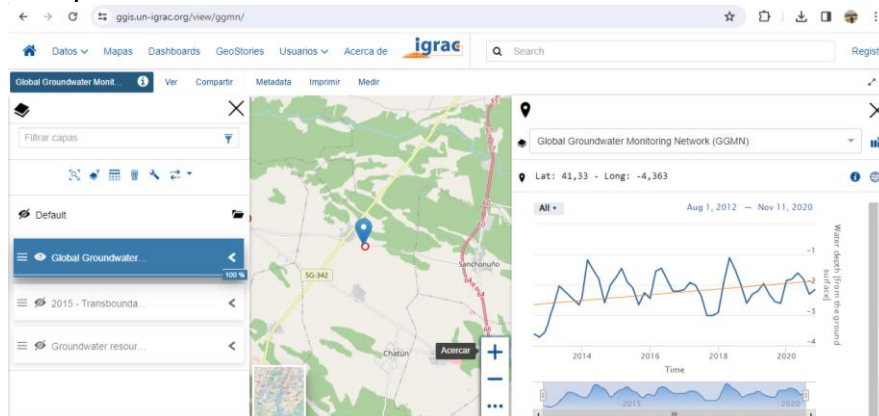 ggis.un-igrac.org/view/ggmn/
Datos Mapas Dashboards GeoStories Usuarios Acerca de igrac Search Regist
Global Groundwater Monit... Ver Compartir Metadata Imprimir Medir
Filtrar capas
Default
Global Groundwater...
100 %
2015 - Transbounda...
Groundwater resour...
SG-342
Sanchonuño
Chatún
Acercar
Global Groundwater Monitoring Network (GGMN)
Lat: 41,33 - Long: -4,363
All
Aug 1, 2012 → Nov 11, 2020
-1
-2
-3
-4
Water depth [from the ground surface]
2014 2016 2018 2020
Time
2015 2020